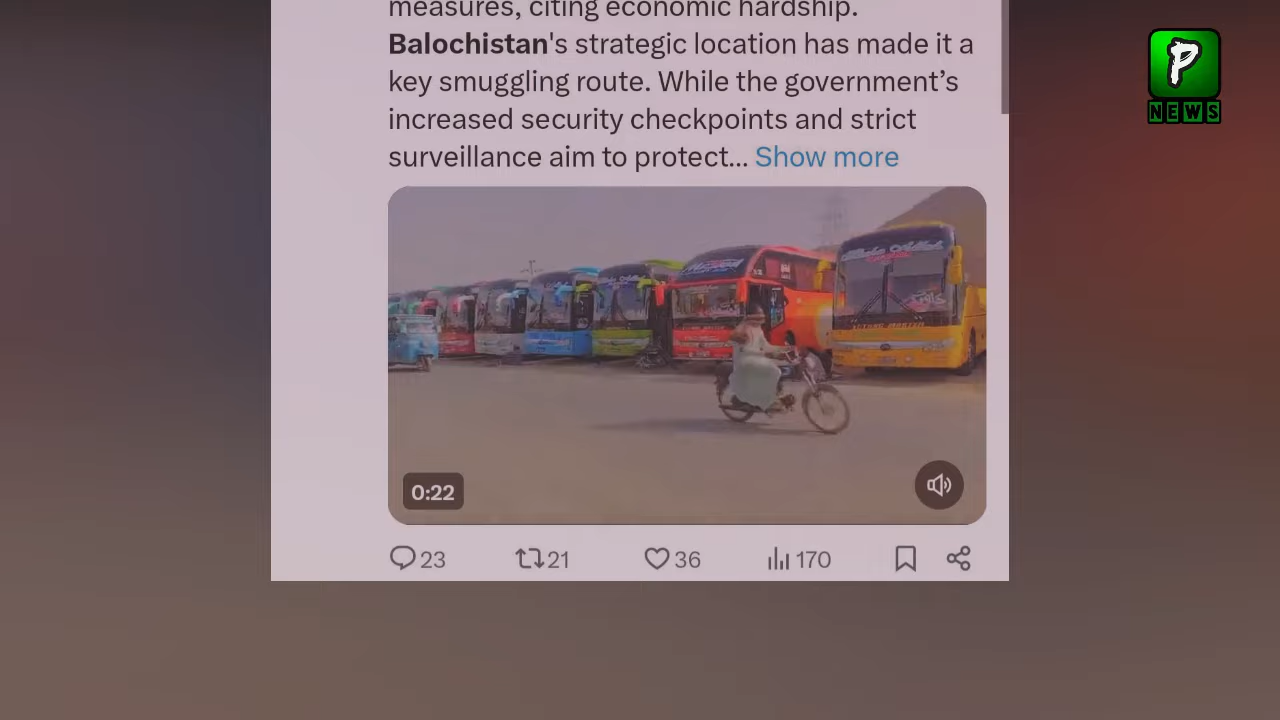 measures, citing economic hardship.
Balochistan's strategic location has made it a
key smuggling route. While the government’s
increased security checkpoints and strict
surveillance aim to protect... Show more
0:22
23
21
36
170
P
NEWS